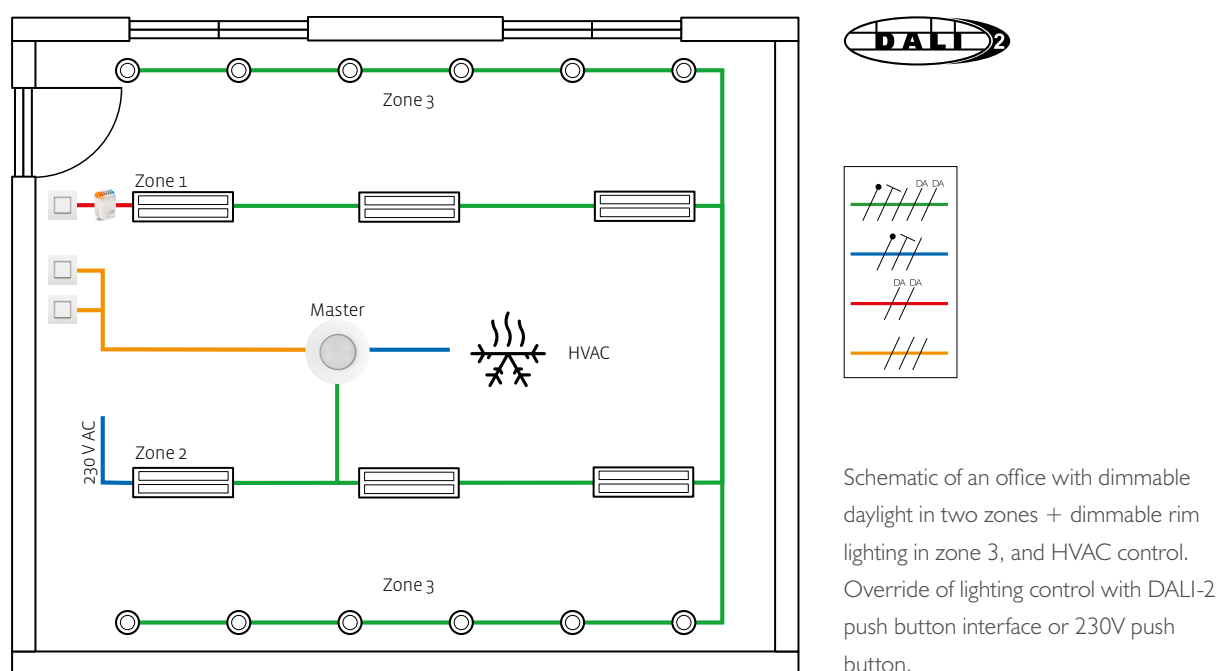 DALI 2
Zone 3
Zone 1
DA DA
DA DA
Master
HVAC
230 V AC
Zone 2
Zone 3
Schematic of an office with dimmable
daylight in two zones + dimmable rim
lighting in zone 3, and HVAC control.
Override of lighting control with DALI-2
push button interface or 230V push
button.